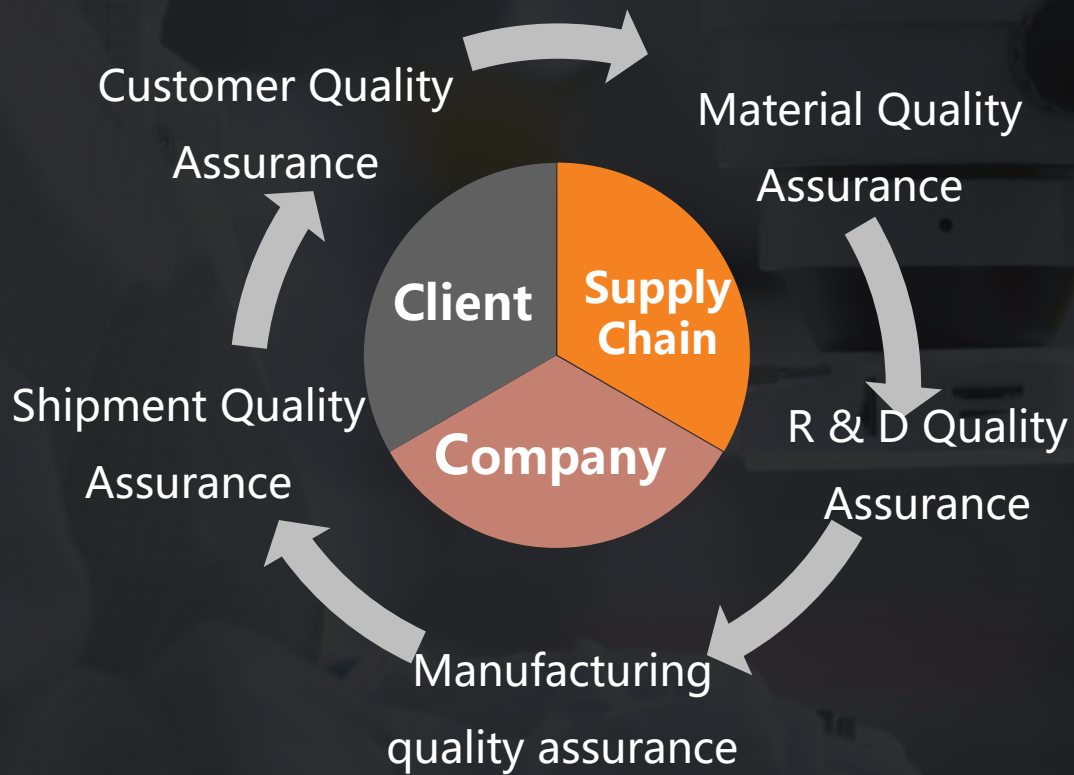 Customer Quality
Assurance
Material Quality
Assurance
Client
Supply
Chain
Company
Shipment Quality
Assurance
R & D Quality
Assurance
Manufacturing
quality assurance